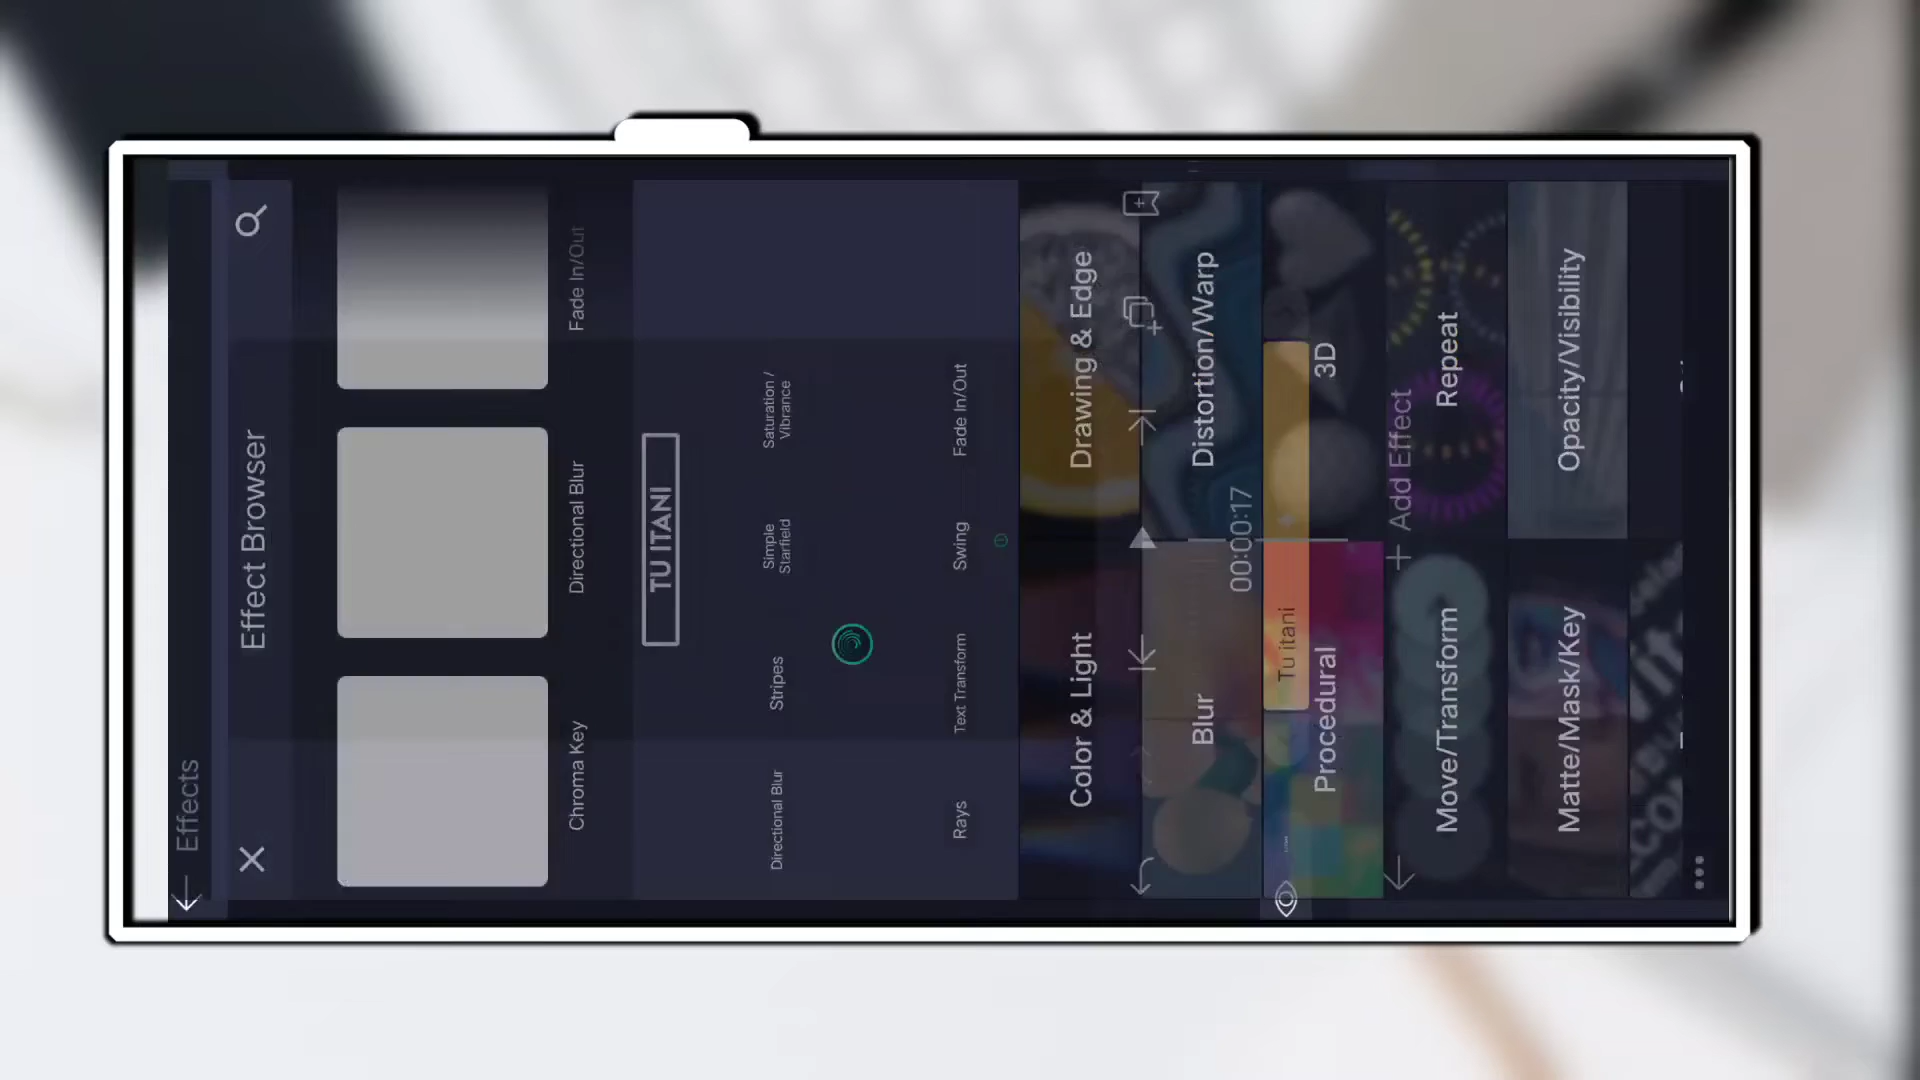 Effects
Effect Browser
Chroma Key
Directional Blur
Fade In/Out
TU ITANI
Directional Blur
Stripes
Simple
Starfield
Saturation /
Vibrance
Rays
Text Transform
Swing
Fade In/Out
Color & Light
Drawing & Edge
Blur
Distortion/Warp
00:00:17
Tu itani
Procedural
3D
Add Effect
Move/Transform
Repeat
Matte/Mask/Key
Opacity/Visibility